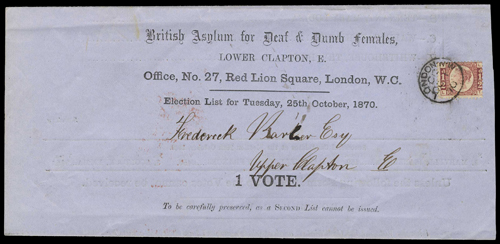 British Asylum for Deaf & Dumb Females,
LOWER CLAPTON, E.
Office, No. 27, Red Lion Square, London, W.C.
Election List for Tuesday, 25th October, 1870.
Frederick Barber Esq
Upper Clapton E
1 VOTE.
To be carefully preserved, as a SECOND List cannot be issued.
LONDON